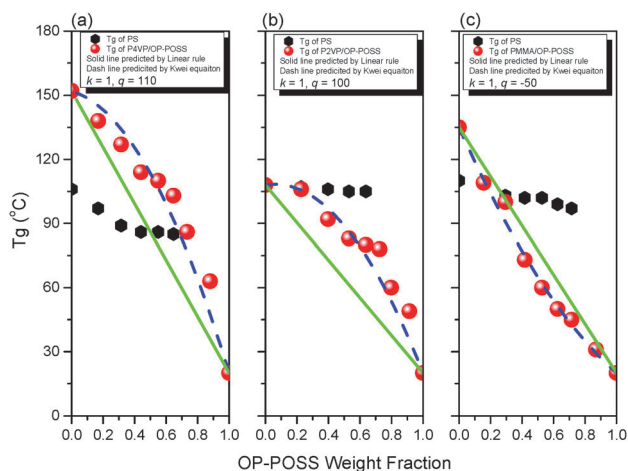 (a)
Tg of PS
Tg of P4VP/OP-POSS
Solid line predicted by Linear rule
Dash line predicited by Kwei equaiton
k = 1, q = 110
(b)
Tg of PS
Tg of P2VP/OP-POSS
Solid line predicted by Linear rule
Dash line predicited by Kwei equaiton
k = 1, q = 100
(c)
Tg of PS
Tg of PMMA/OP-POSS
Solid line predicted by Linear rule
Dash line predicited by Kwei equaiton
k = 1, q = -50
Tg (°C)
180
150
120
90
60
30
0
0.0 0.2 0.4 0.6 0.8 1.0
0.0 0.2 0.4 0.6 0.8 1.0
0.0 0.2 0.4 0.6 0.8 1.0
OP-POSS Weight Fraction